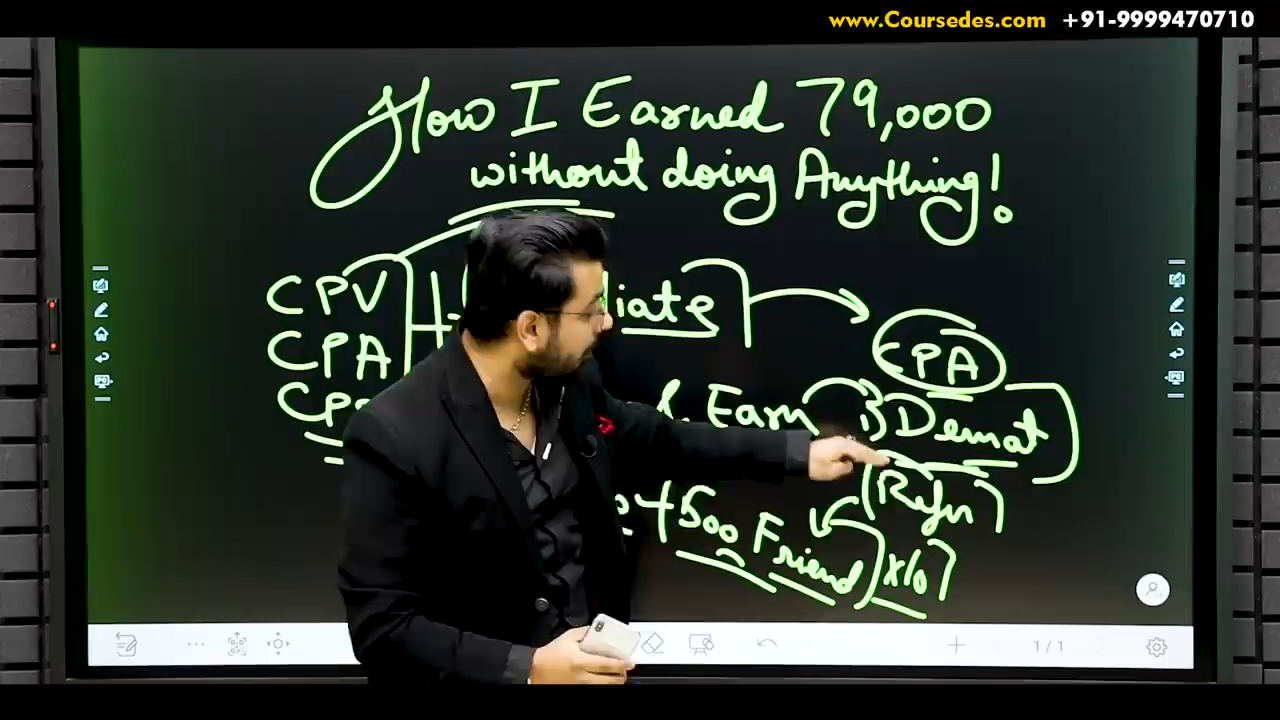 www.Coursedes.com +91-9999470710
How I Earned 79,000
without doing Anything!
CPV
CPA
CPA
Demat
& Earn
Refer
500 Friend x10
1/1